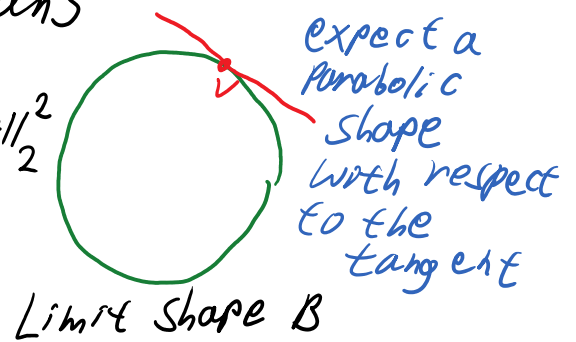 expect a
parabolic
shape
with respect
to the
tangent
Limit shape B